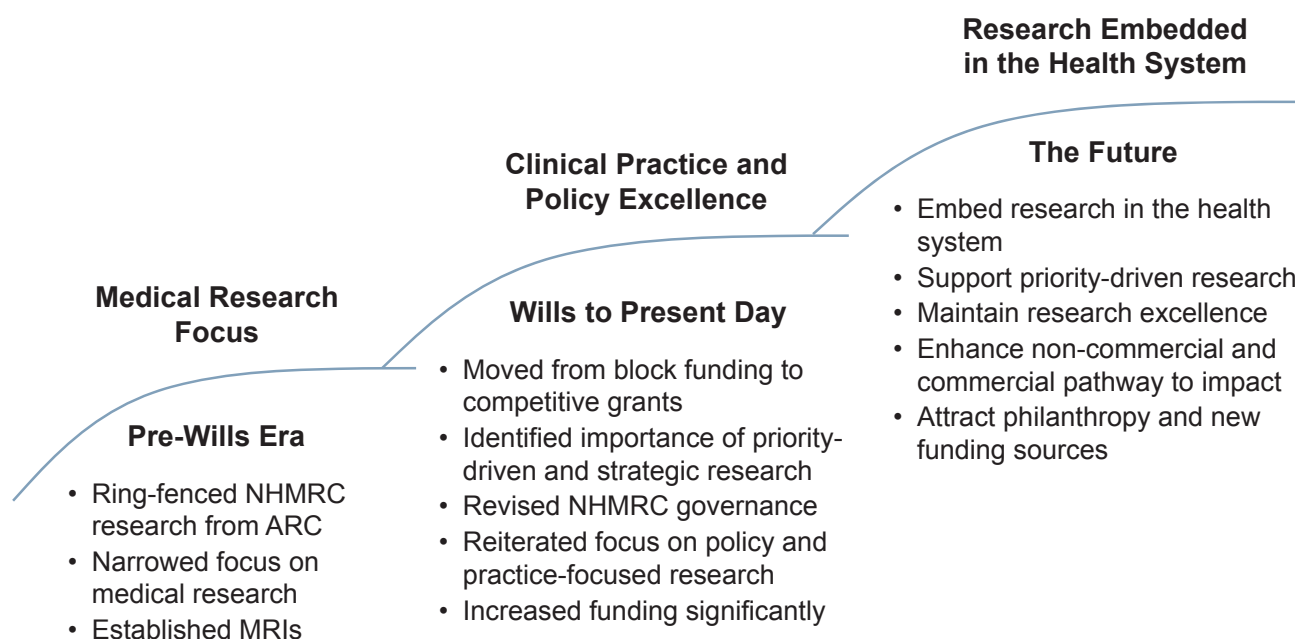 Medical Research
Focus
Pre-Wills Era
• Ring-fenced NHMRC
research from ARC
• Narrowed focus on
medical research
• Established MRIs
Clinical Practice and
Policy Excellence
Wills to Present Day
• Moved from block funding to
competitive grants
• Identified importance of priority-
driven and strategic research
• Revised NHMRC governance
• Reiterated focus on policy and
practice-focused research
• Increased funding significantly
Research Embedded
in the Health System
The Future
• Embed research in the health
system
• Support priority-driven research
• Maintain research excellence
• Enhance non-commercial and
commercial pathway to impact
• Attract philanthropy and new
funding sources